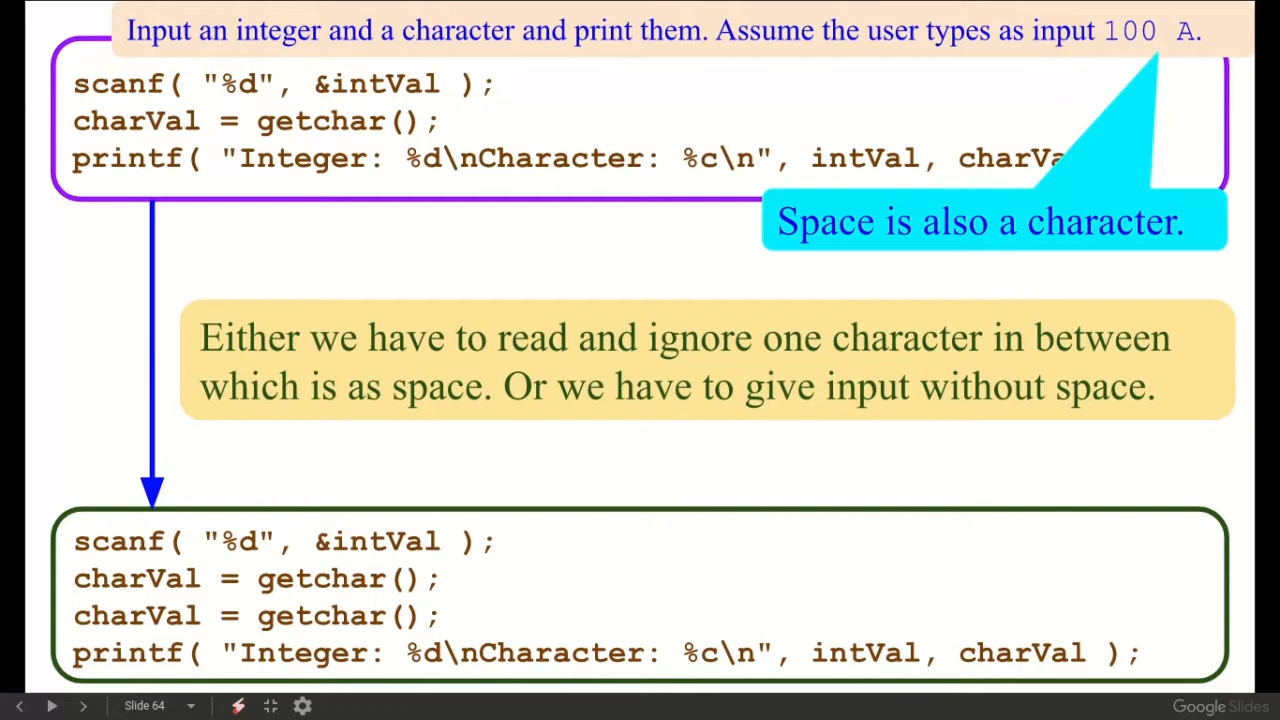 Input an integer and a character and print them. Assume the user types as input 100 A.
scanf( "%d", &intVal );
charVal = getchar();
printf( "Integer: %d\nCharacter: %c\n", intVal, charVa
Space is also a character.
Either we have to read and ignore one character in between
which is as space. Or we have to give input without space.
scanf( "%d", &intVal );
charVal = getchar();
charVal = getchar();
printf( "Integer: %d\nCharacter: %c\n", intVal, charVal );
Slide 64
Google Slides